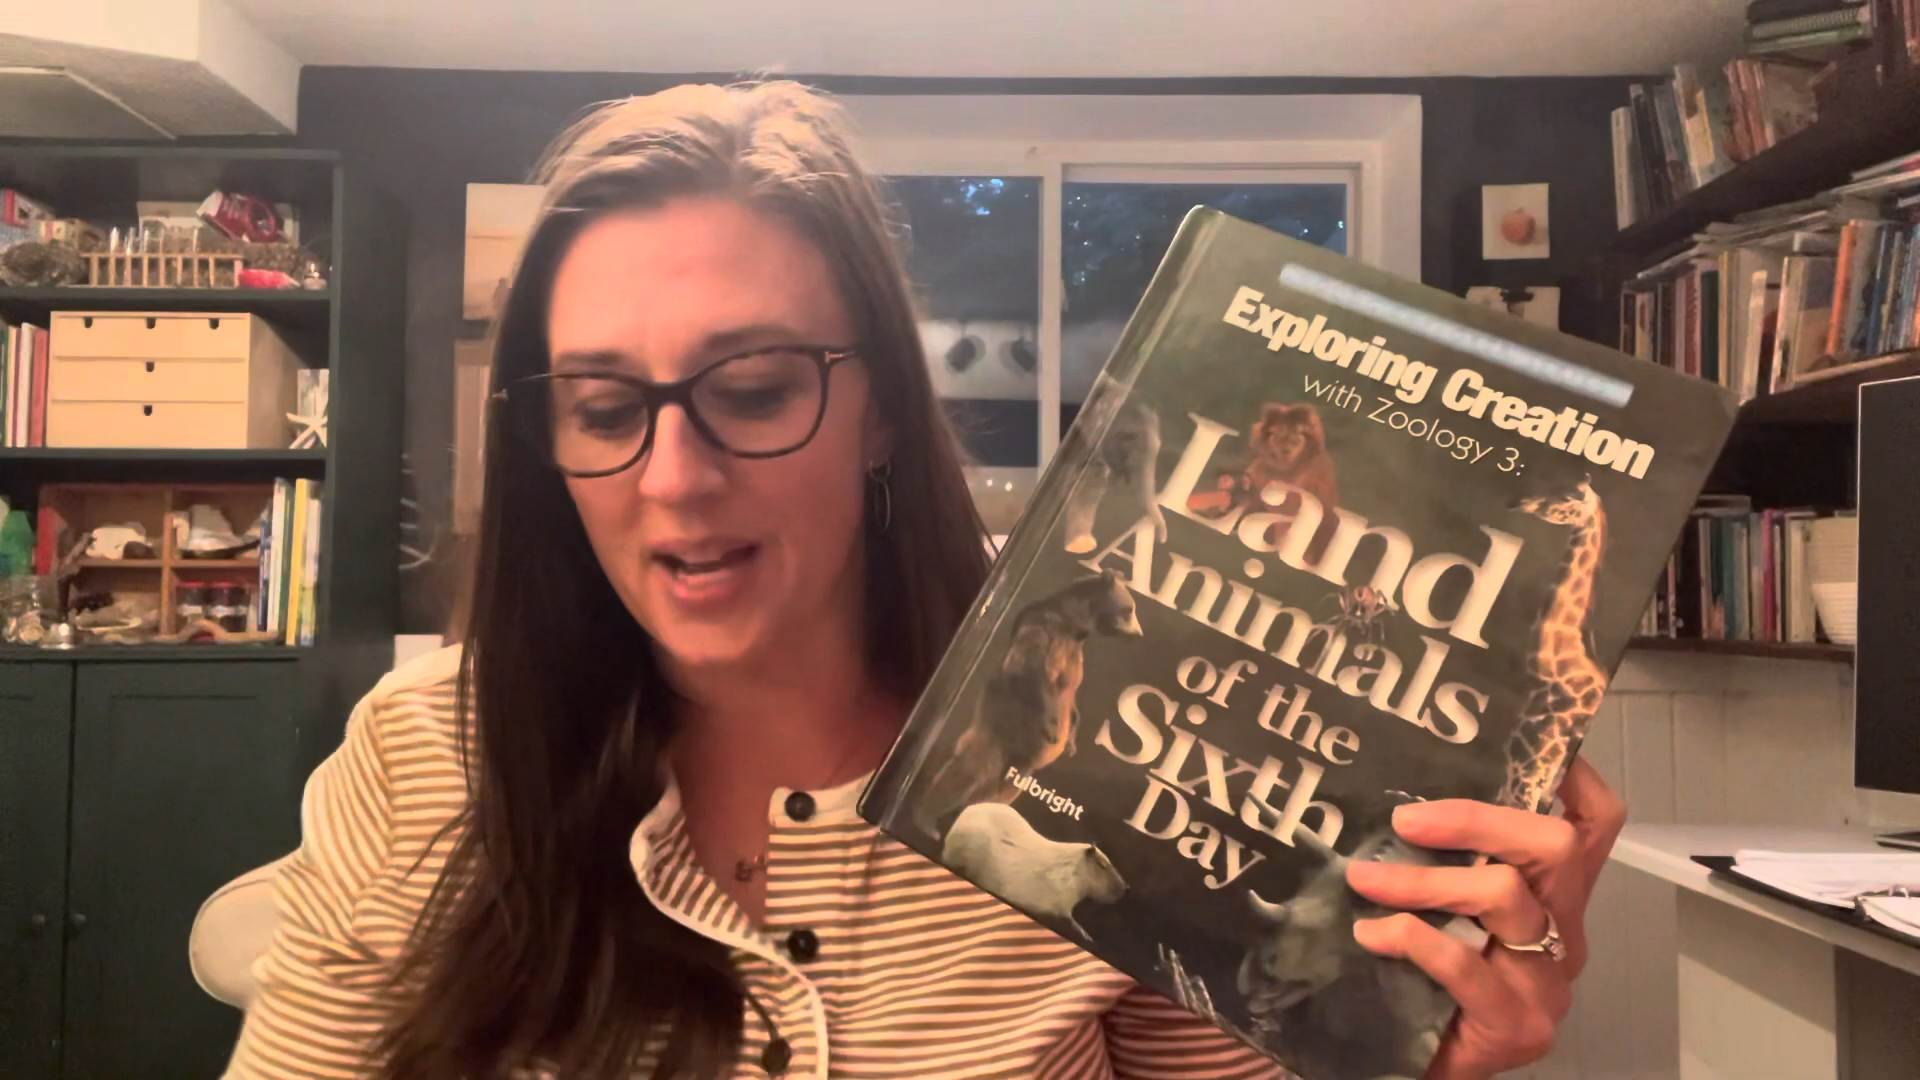 Exploring Creation
with Zoology 3:
Land
Animals
of the
Sixth
Day
Fulbright